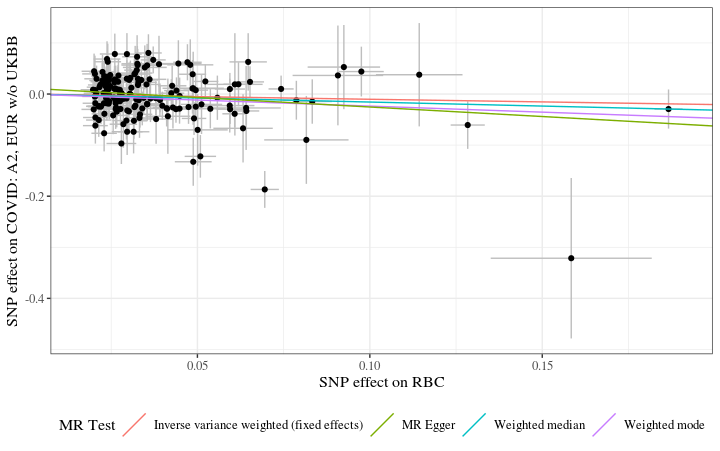 SNP effect on COVID: A2, EUR w/o UKBB
0.0
-0.2
-0.4
0.05
0.10
0.15
SNP effect on RBC
MR Test
Inverse variance weighted (fixed effects)
MR Egger
Weighted median
Weighted mode